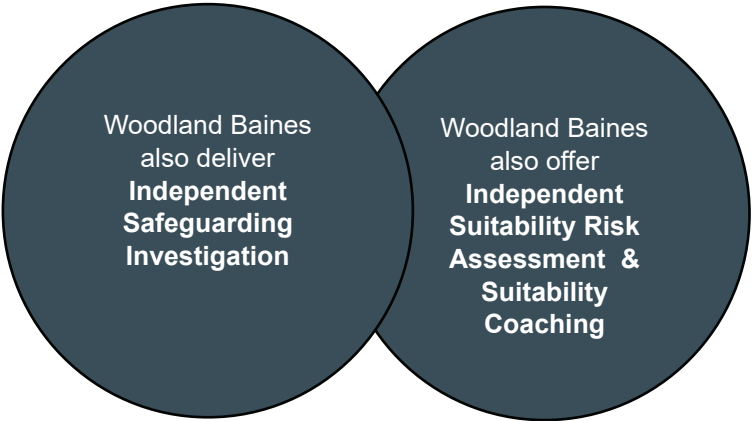 Woodland Baines
also deliver
Independent
Safeguarding
Investigation
Woodland Baines
also offer
Independent
Suitability Risk
Assessment &
Suitability
Coaching